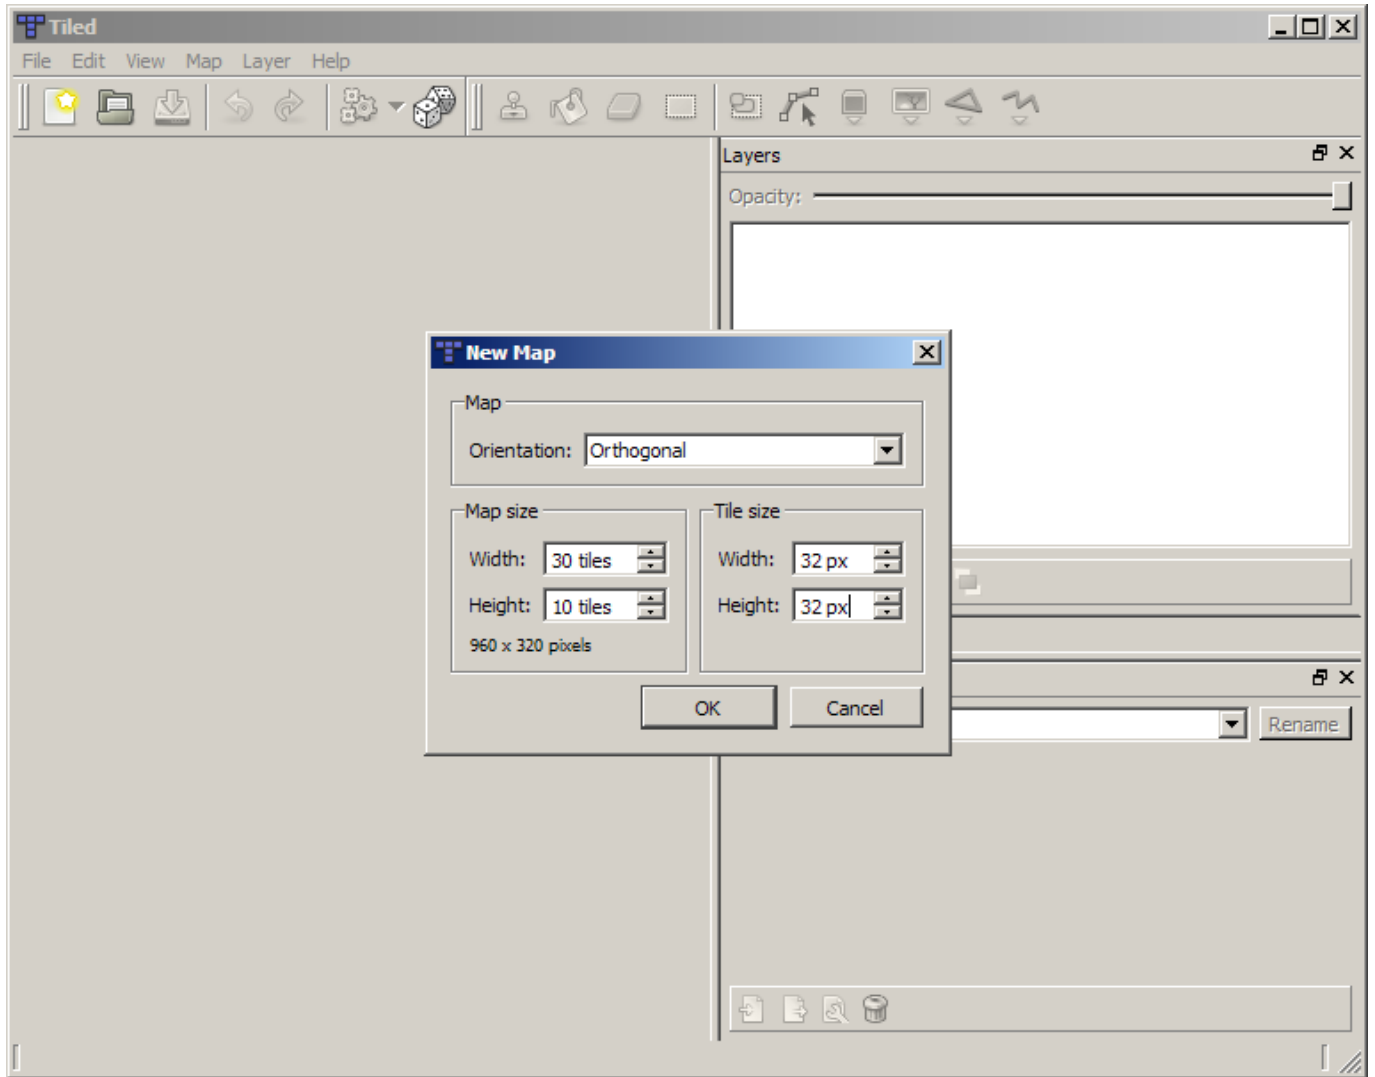 Tiled
File Edit View Map Layer Help
Layers
Opacity:
New Map
Map
Orientation: Orthogonal
Map size
Tile size
Width: 30 tiles
Width: 32 px
Height: 10 tiles
Height: 32 px
960 x 320 pixels
OK
Cancel
Rename